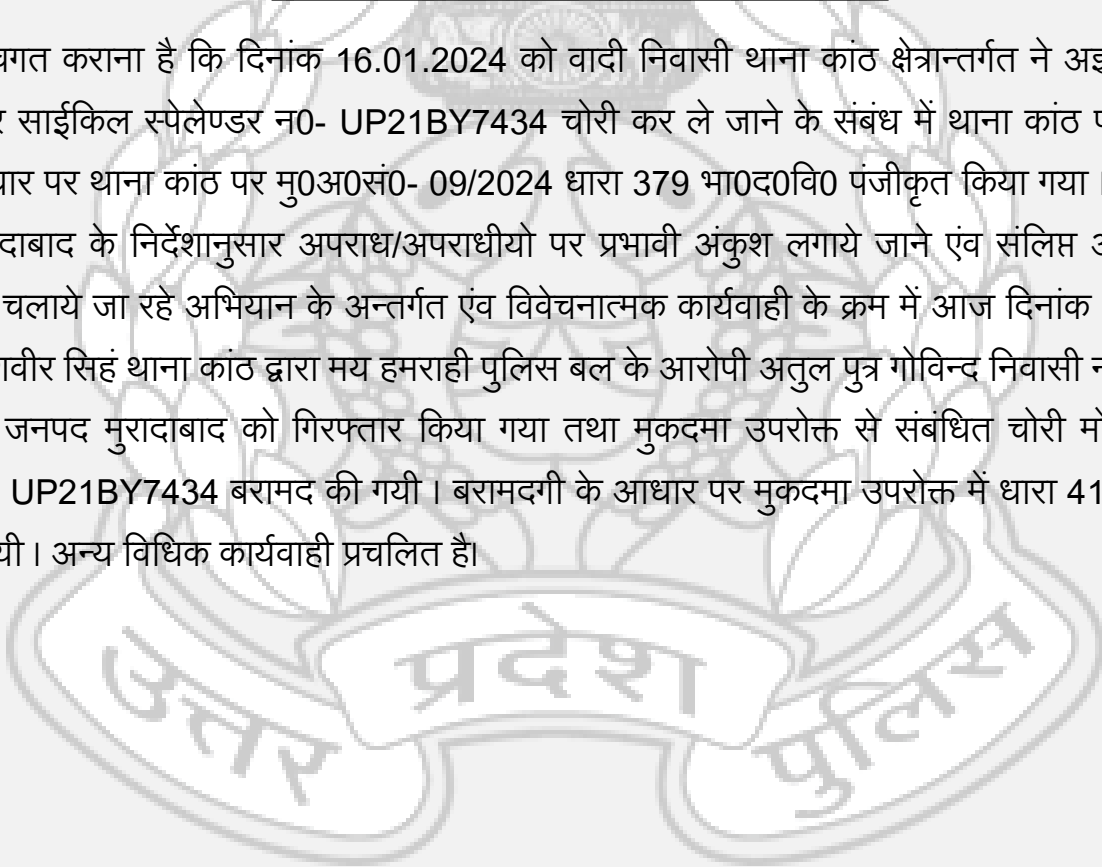 कराना है कि दिनांक 16.01.2024 को वादी निवासी थाना कांठ क्षेत्रान्तर्गत ने
साईकिल स्पेलेण्डर न0- UP21BY7434 चोरी कर ले जाने के संबंध में थाना कांठ
पर थाना कांठ पर मु0अ0सं0- 09/2024 धारा 379 भा0द0वि0 पंजीकृत किया गया ।
के निर्देशानुसार अपराध/अपराधीयो पर प्रभावी अंकुश लगाये जाने एंव संलिप्त
चलाये जा रहे अभियान के अन्तर्गत एंव विवेचनात्मक कार्यवाही के क्रम में आज दिनांक
सिहं थाना कांठ द्वारा मय हमराही पुलिस बल के आरोपी अतुल पुत्र गोविन्द निवासी
जनपद मुरादाबाद को गिरफ्तार किया गया तथा मुकदमा उपरोक्त से संबंधित चोरी
UP21BY7434 बरामद की गयी । बरामदगी के आधार पर मुकदमा उपरोक्त में धारा 41
। अन्य विधिक कार्यवाही प्रचलित है।
उत्तर प्रदेश पुलिस